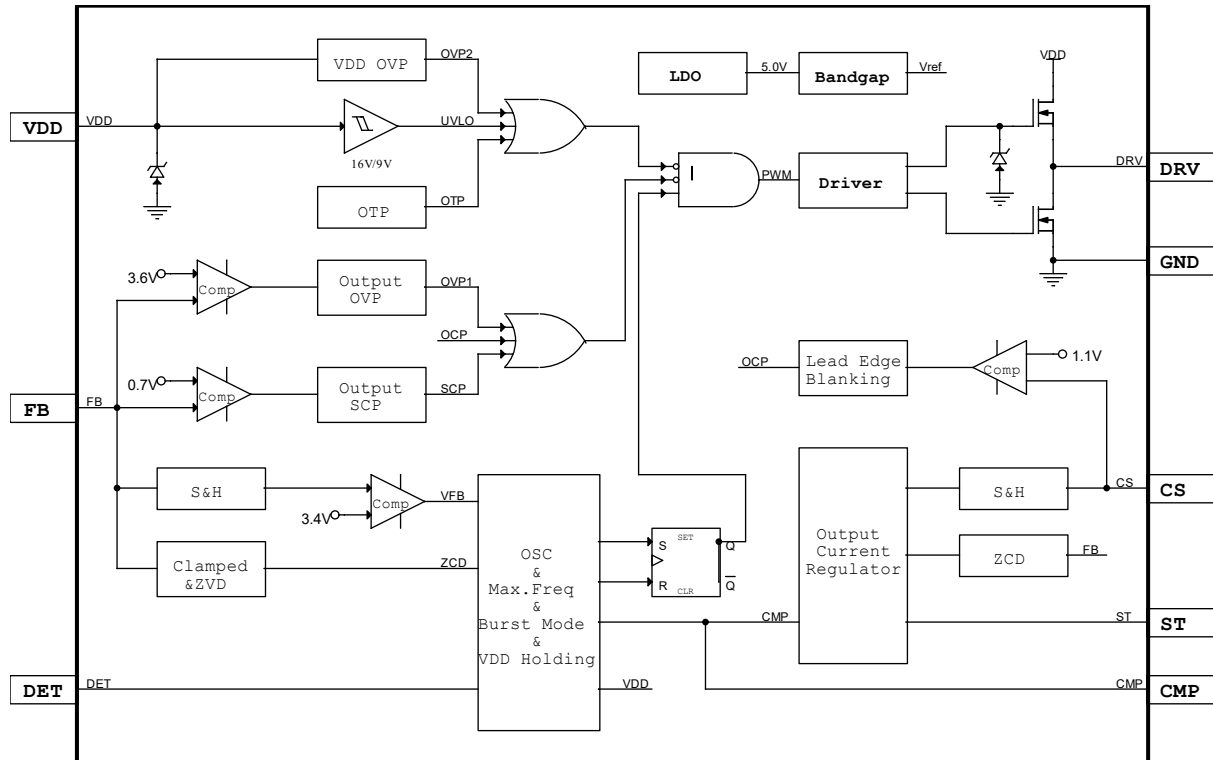 VDD
VDD
VDD OVP
OVP2
16V/9V
UVLO
OTP
OTP
LDO
5.0V
Bandgap
Vref
VDD
PWM
Driver
DRV
DRV
GND
3.6V
Comp
Output
OVP
OVP1
OCP
0.7V
Comp
Output
SCP
SCP
FB
FB
OCP
Lead Edge
Blanking
Comp
1.1V
S&H
3.4V
Comp
VFB
Clamped
&ZVD
ZCD
OSC
&
Max.Freq
&
Burst Mode
&
VDD Holding
S
SET
Q
R
CLR
Q
Output
Current
Regulator
S&H
CS
CS
ZCD
FB
CMP
ST
ST
DET
DET
VDD
CMP
CMP